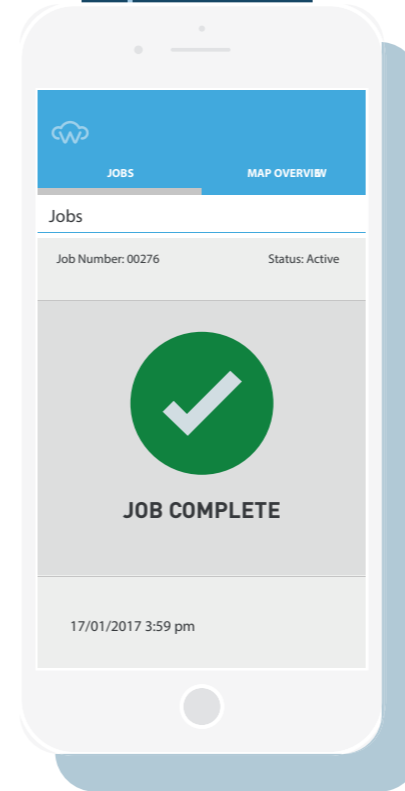 JOBS MAP OVERVIEW
Jobs
Job Number: 00276 Status: Active
JOB COMPLETE
17/01/2017 3:59 pm